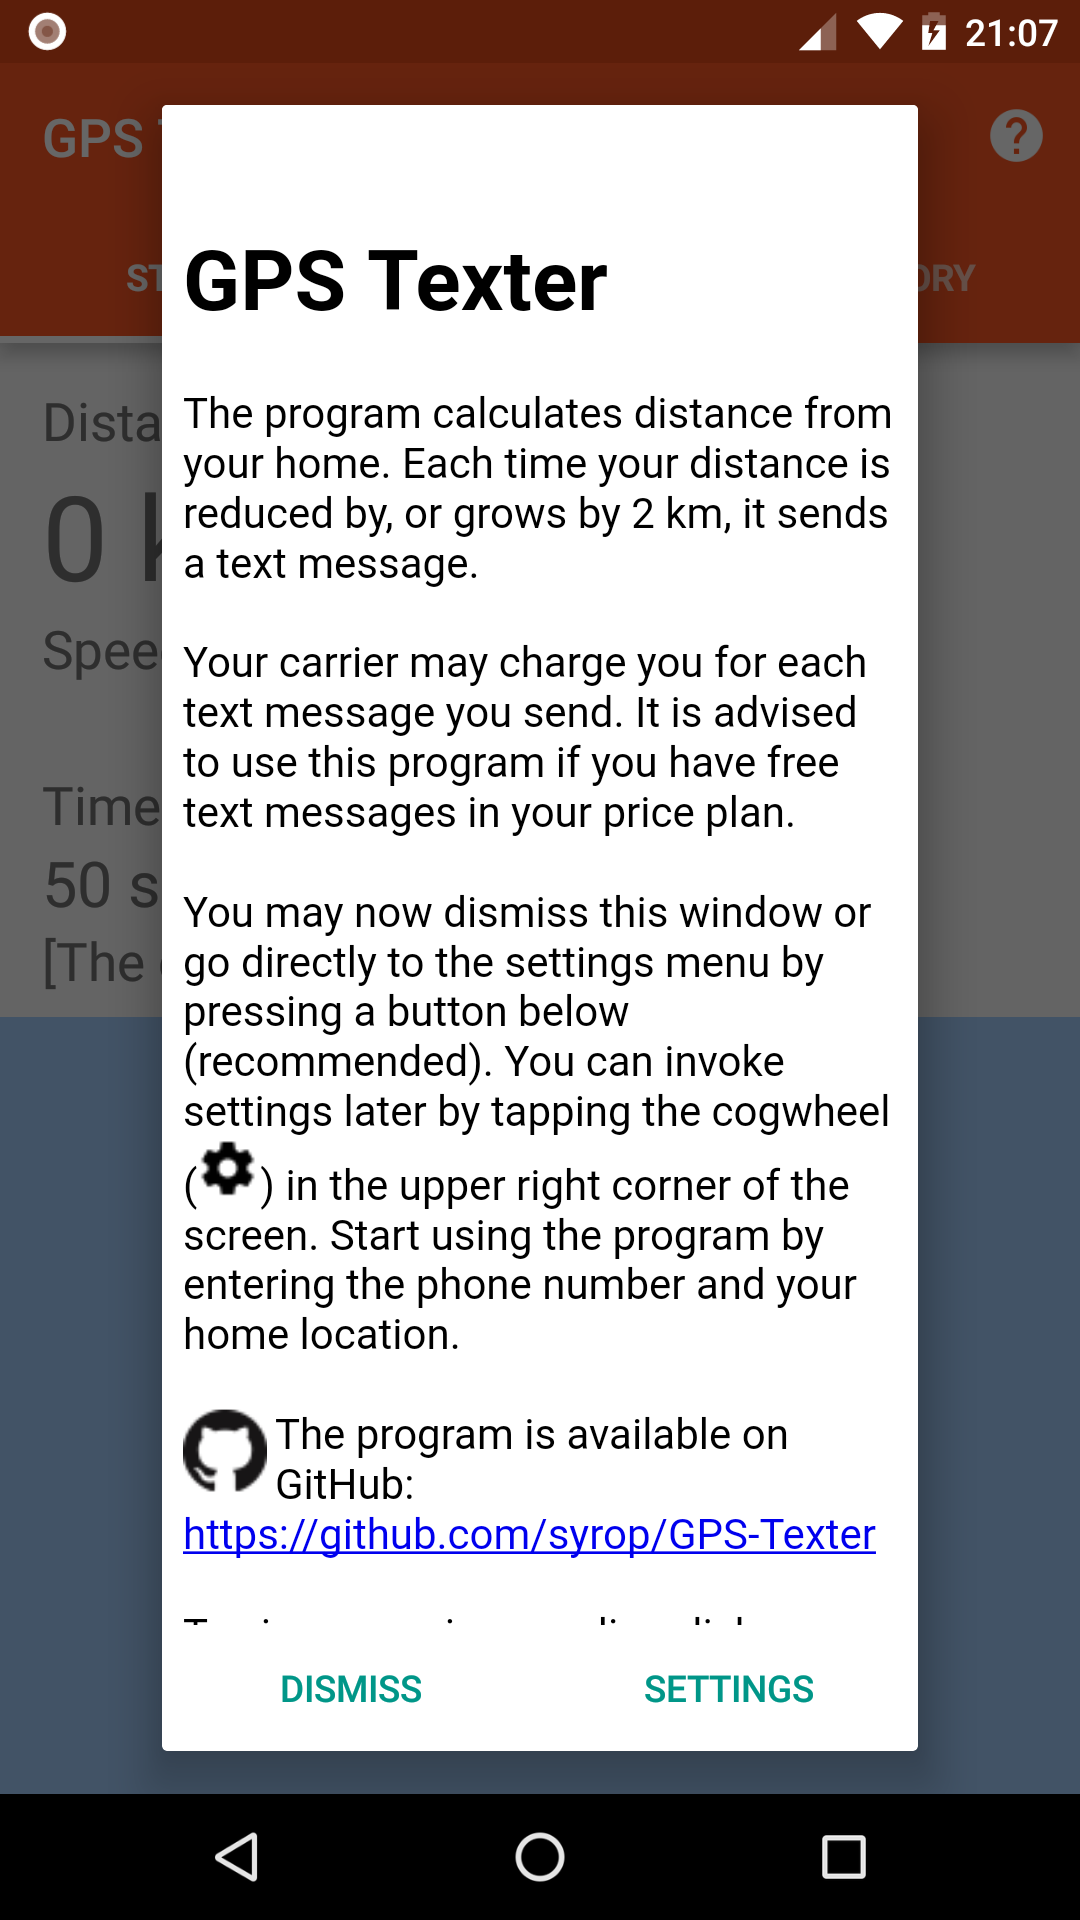 21:07
GPS
GPS Texter
The program calculates distance from
your home. Each time your distance is
reduced by, or grows by 2 km, it sends
a text message.
Your carrier may charge you for each
text message you send. It is advised
to use this program if you have free
text messages in your price plan.
You may now dismiss this window or
go directly to the settings menu by
pressing a button below
(recommended). You can invoke
settings later by tapping the cogwheel
( ) in the upper right corner of the
screen. Start using the program by
entering the phone number and your
home location.
The program is available on
GitHub:
https://github.com/syrop/GPS-Texter
DISMISS SETTINGS
Time
50 s
[The
0